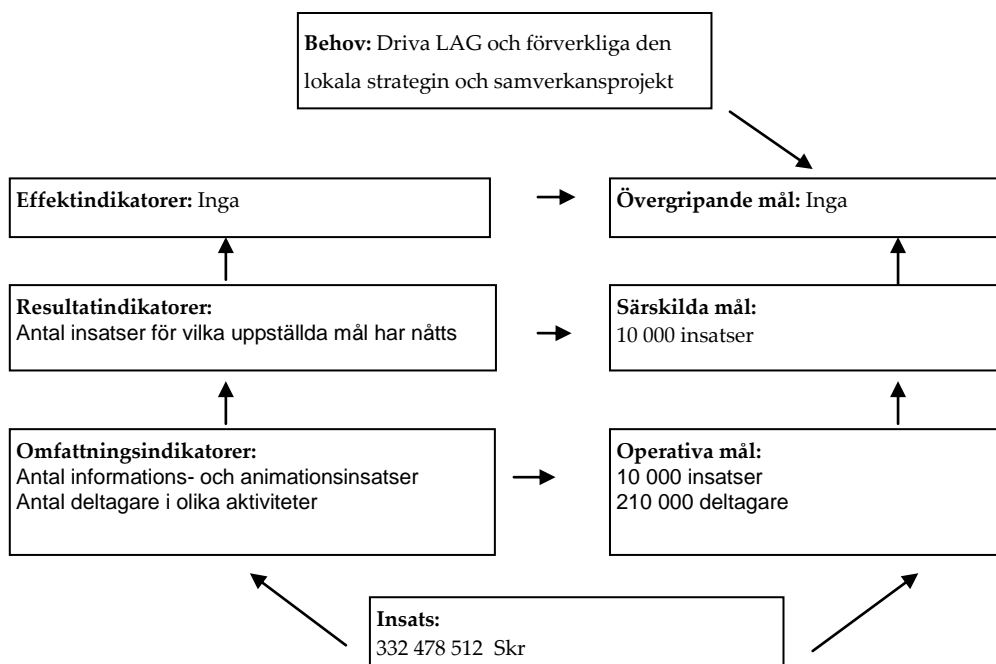 Behov: Driva LAG och förverkliga den
lokala strategin och samverkansprojekt
Effektindikatorer: Inga
Övergripande mål: Inga
Resultatindikatorer:
Antal insatser för vilka uppställda mål har nåtts
Särskilda mål:
10 000 insatser
Omfattningsindikatorer:
Antal informations- och animationsinsatser
Antal deltagare i olika aktiviteter
Operativa mål:
10 000 insatser
210 000 deltagare
Insats:
332 478 512 Skr